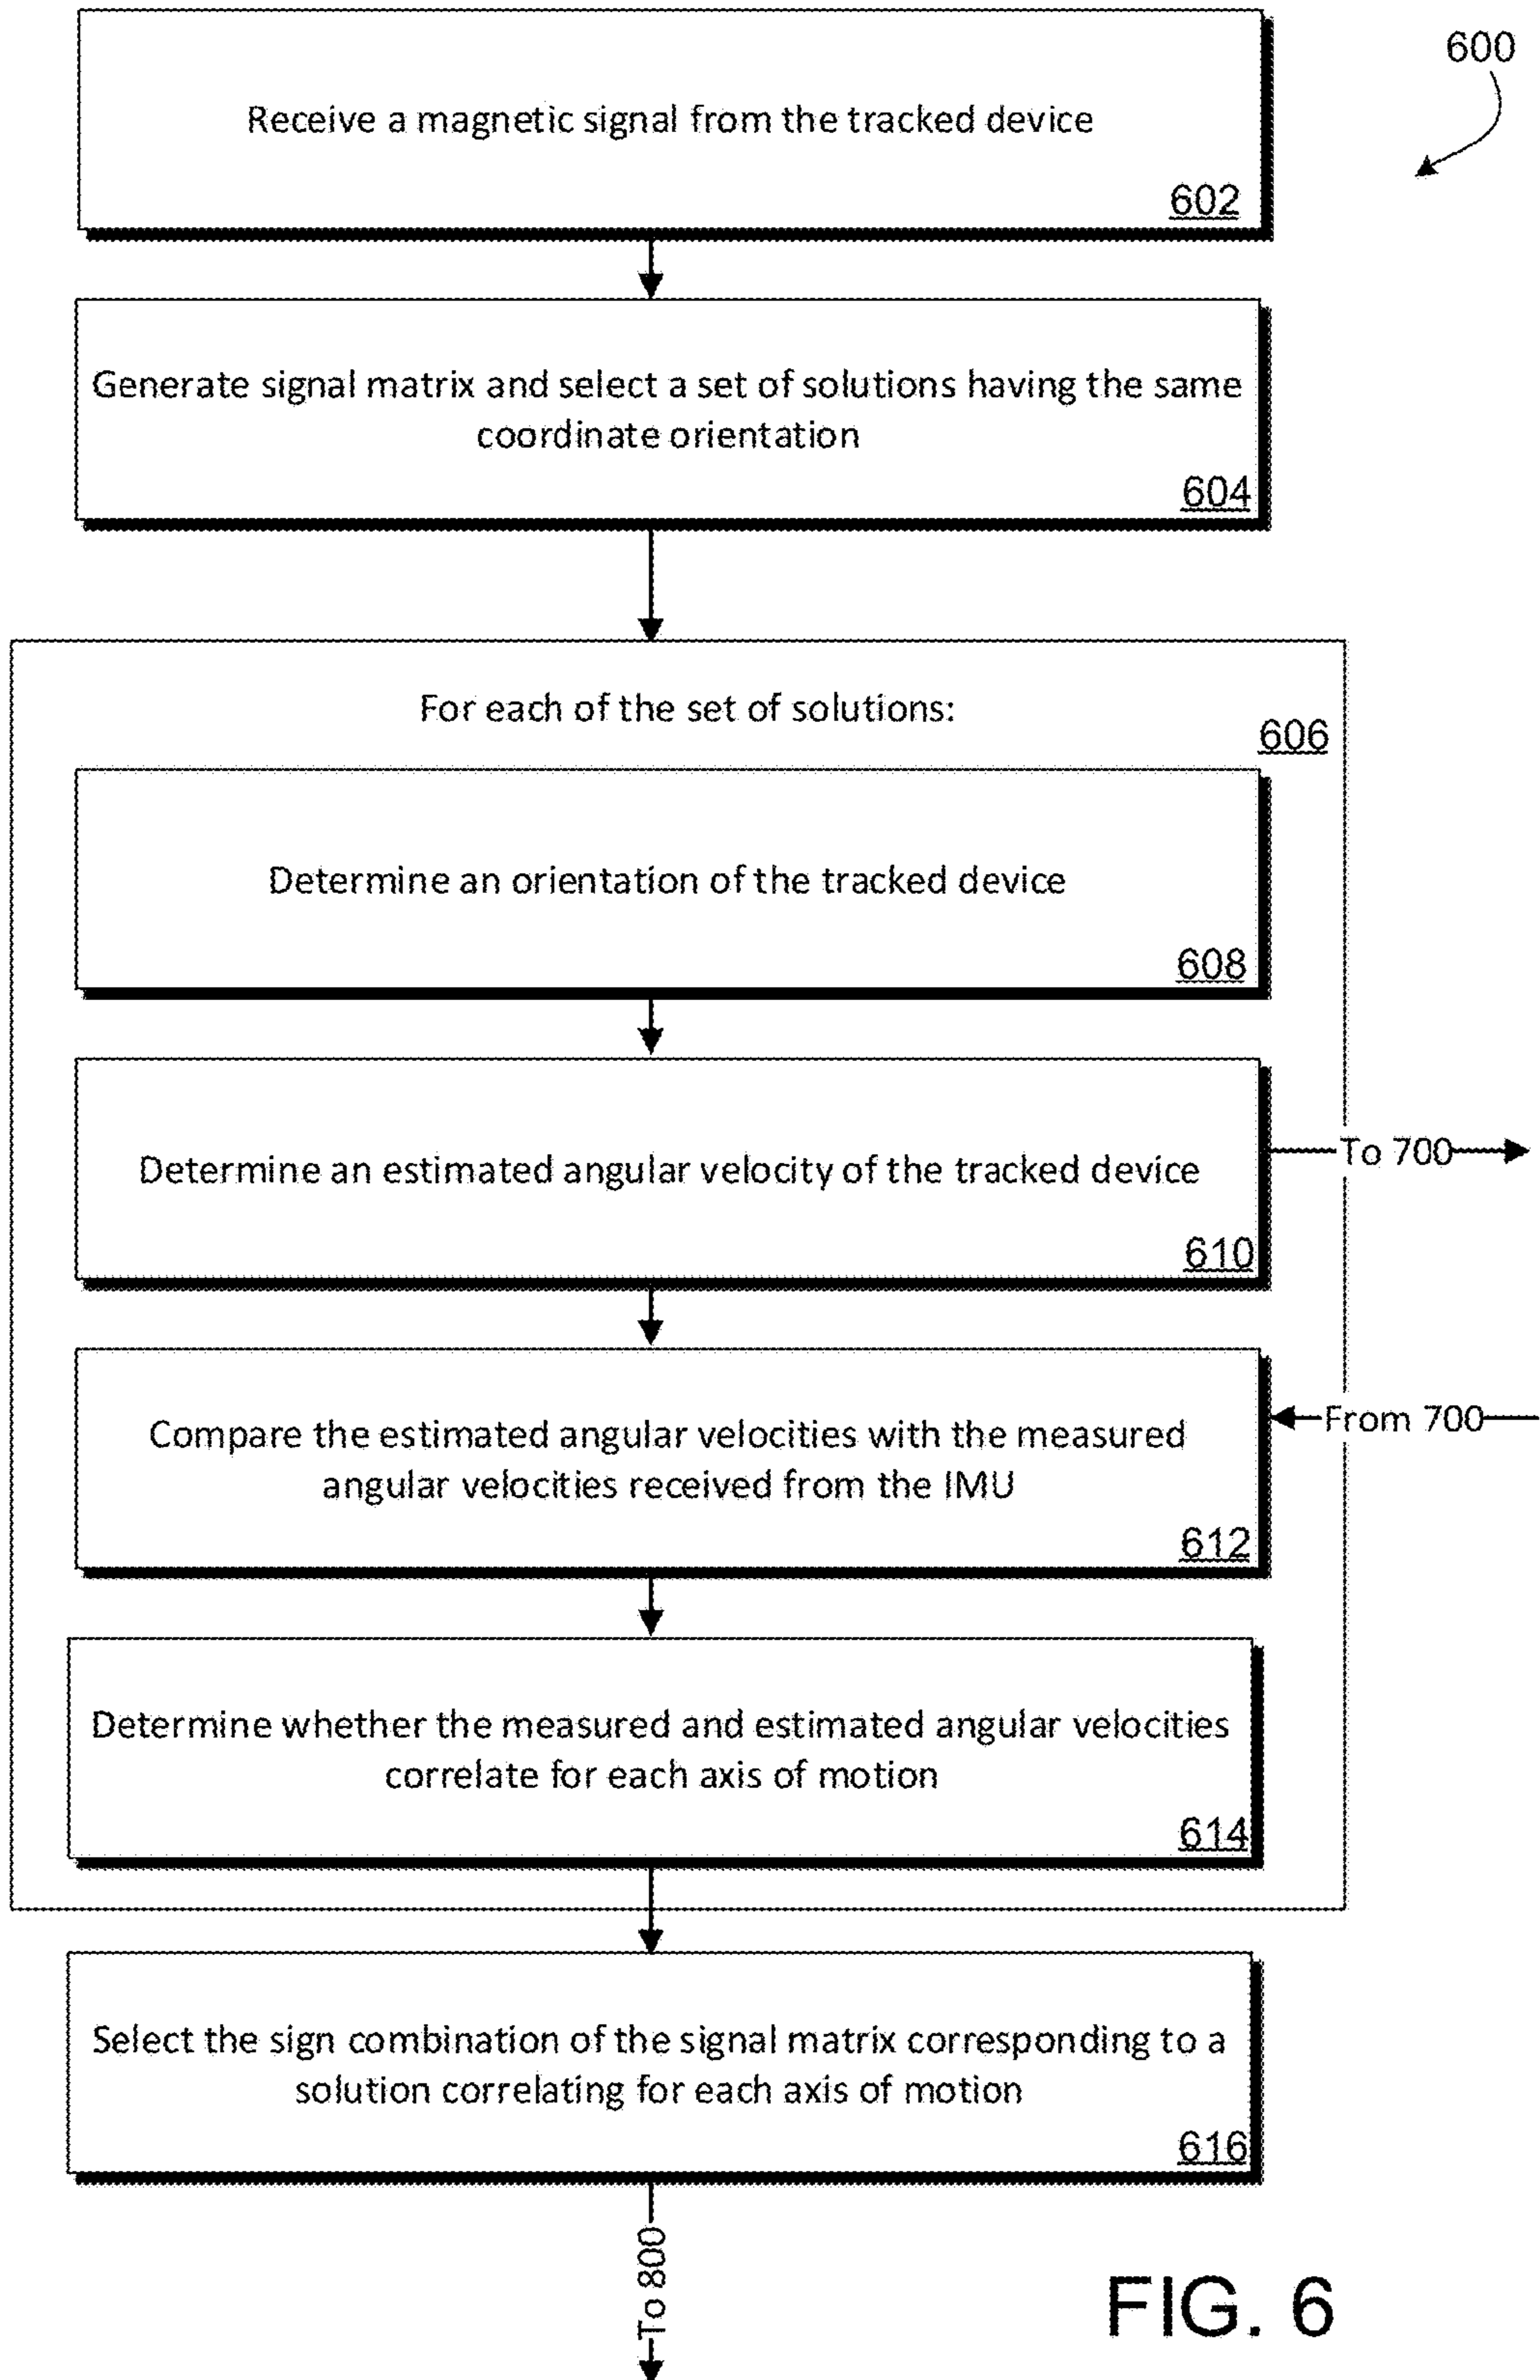 600
Receive a magnetic signal from the tracked device
602
Generate signal matrix and select a set of solutions having the same
coordinate orientation
604
For each of the set of solutions:
606
Determine an orientation of the tracked device
608
Determine an estimated angular velocity of the tracked device
610
To 700
Compare the estimated angular velocities with the measured
angular velocities received from the IMU
612
From 700
Determine whether the measured and estimated angular velocities
correlate for each axis of motion
614
Select the sign combination of the signal matrix corresponding to a
solution correlating for each axis of motion
616
To 800
FIG. 6